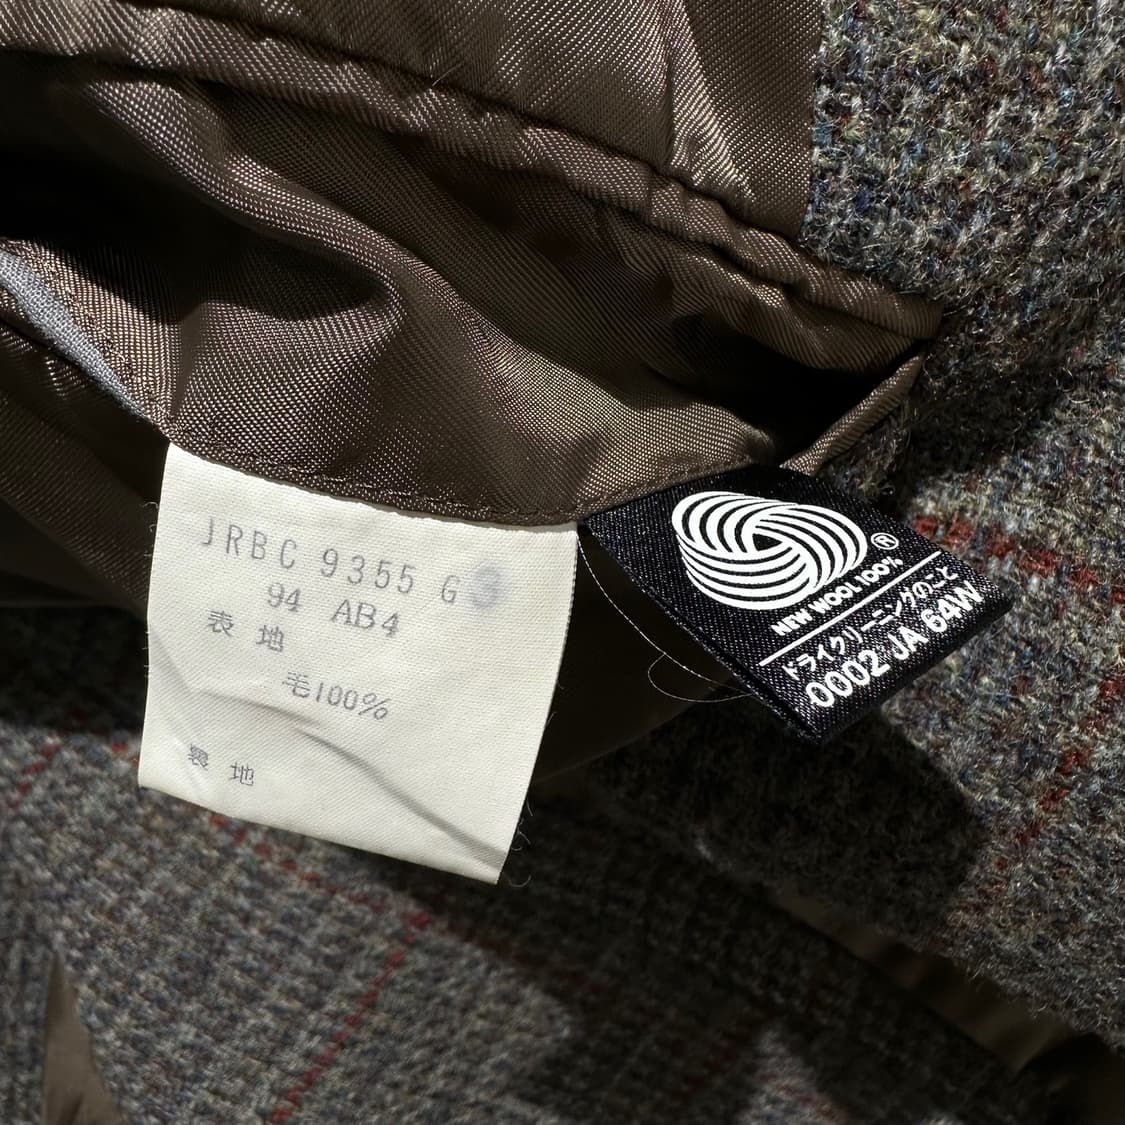 JRBC 9355 G
94 AB4
表地
毛100%
裏地
®
NEW WOOL 100%
ドライクリーニングのこと
0002 JA 64W